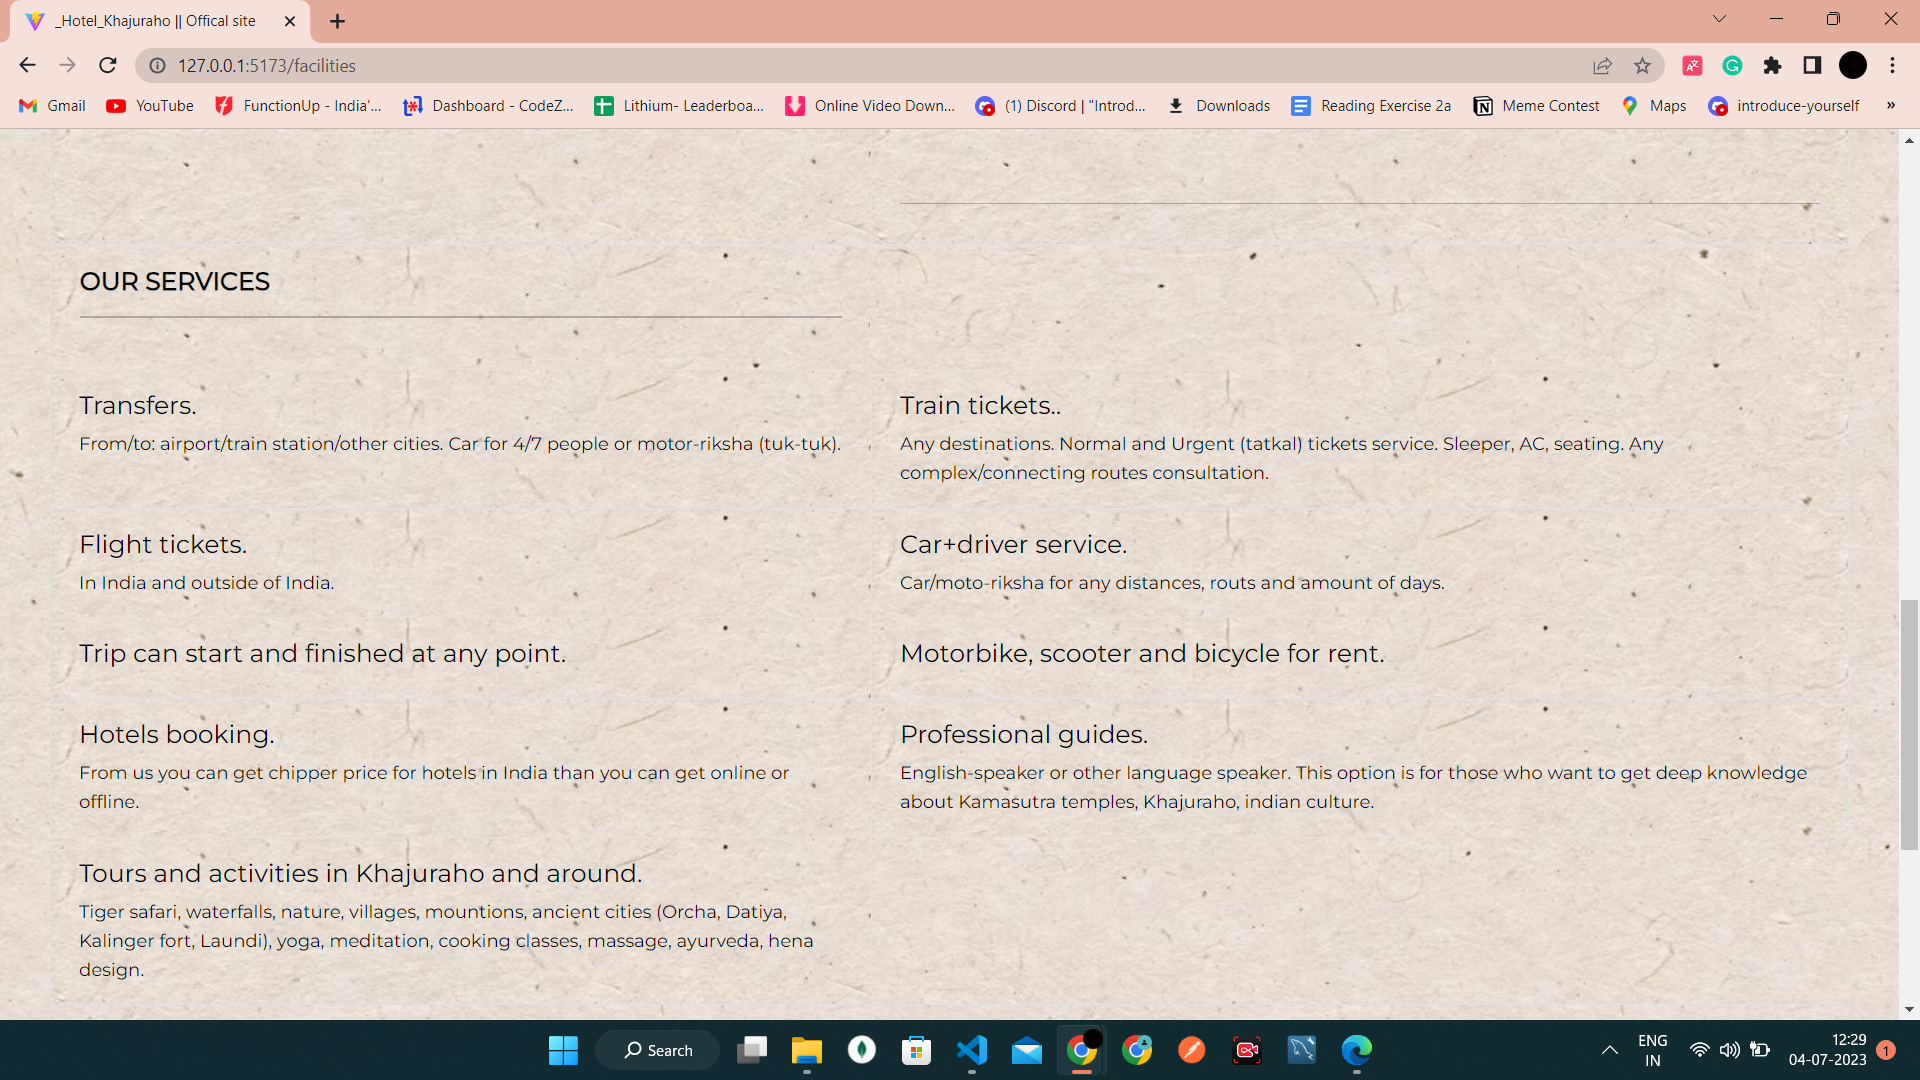 _Hotel_Khajuraho || Offical site
127.0.0.1:5173/facilities
Gmail
YouTube
FunctionUp - India'...
Dashboard - CodeZ...
Lithium- Leaderboa...
Online Video Down...
(1) Discord | "Introd...
Downloads
Reading Exercise 2a
Meme Contest
Maps
introduce-yourself
»
OUR SERVICES
Transfers.
From/to: airport/train station/other cities. Car for 4/7 people or motor-riksha (tuk-tuk).
Train tickets..
Any destinations. Normal and Urgent (tatkal) tickets service. Sleeper, AC, seating. Any
complex/connecting routes consultation.
Flight tickets.
In India and outside of India.
Car+driver service.
Car/moto-riksha for any distances, routs and amount of days.
Trip can start and finished at any point.
Motorbike, scooter and bicycle for rent.
Hotels booking.
From us you can get chipper price for hotels in India than you can get online or
offline.
Professional guides.
English-speaker or other language speaker. This option is for those who want to get deep knowledge
about Kamasutra temples, Khajuraho, indian culture.
Tours and activities in Khajuraho and around.
Tiger safari, waterfalls, nature, villages, mountions, ancient cities (Orcha, Datiya,
Kalinger fort, Laundi), yoga, meditation, cooking classes, massage, ayurveda, hena
design.
Search
ENG
IN
12:29
04-07-2023
1